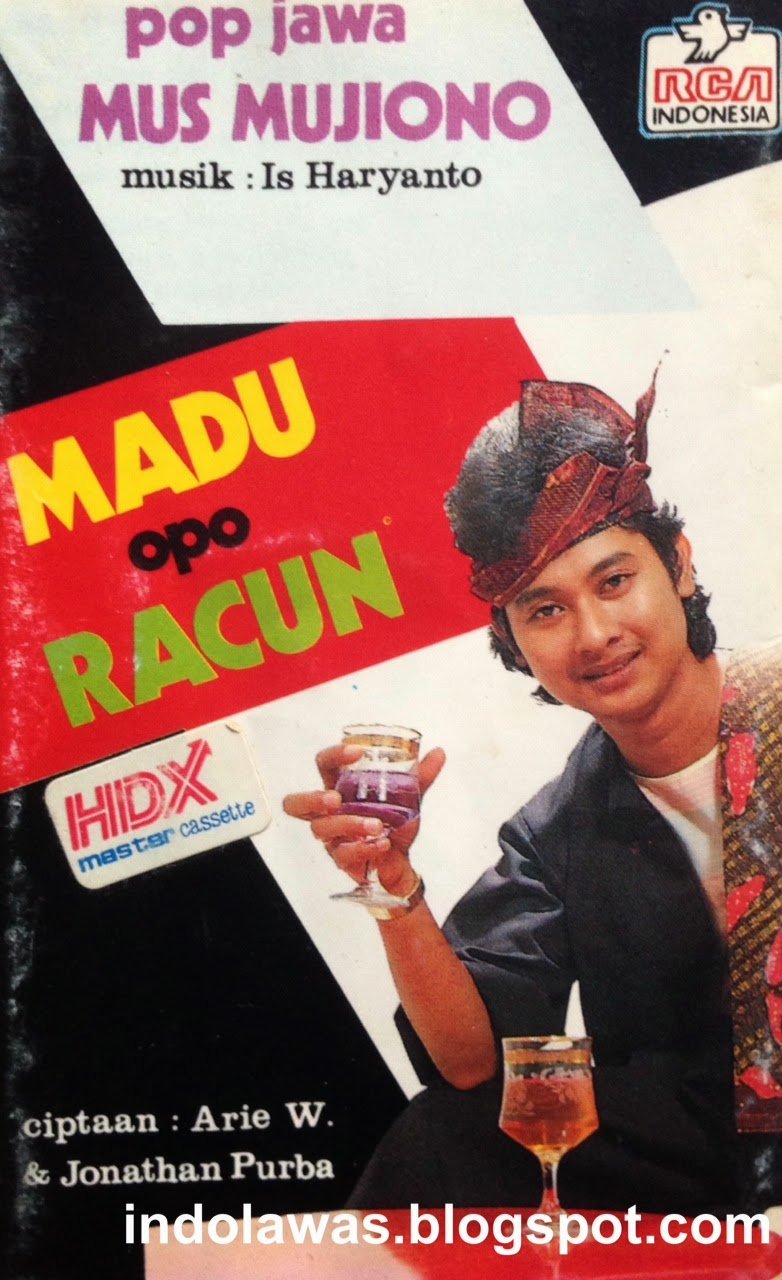 pop jawa
MUS MUJIONO
musik : Is Haryanto
RCA
INDONESIA
MADU
opo
RACUN
HDX
master cassette
ciptaan : Arie W.
& Jonathan Purba
indolawas.blogspot.com